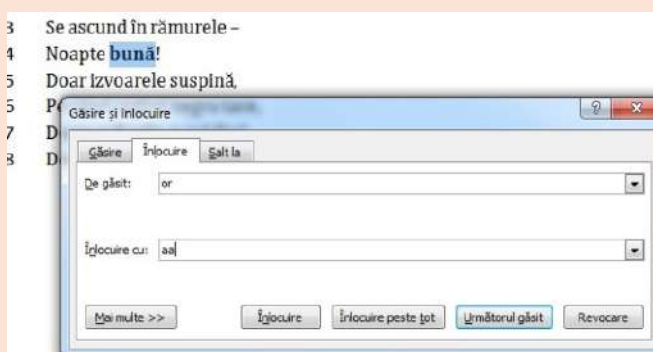 3 Se ascund în rămurele –
4 Noapte bună!
5 Doar izvoarele suspină,
6 P
Găsire și înlocuire
7 D
Găsire Înlocuire Salt la
8 D
De găsit: or
Înlocuire cu: aa
Mai multe >> Înlocuire Înlocuire peste tot Următorul găsit Revocare